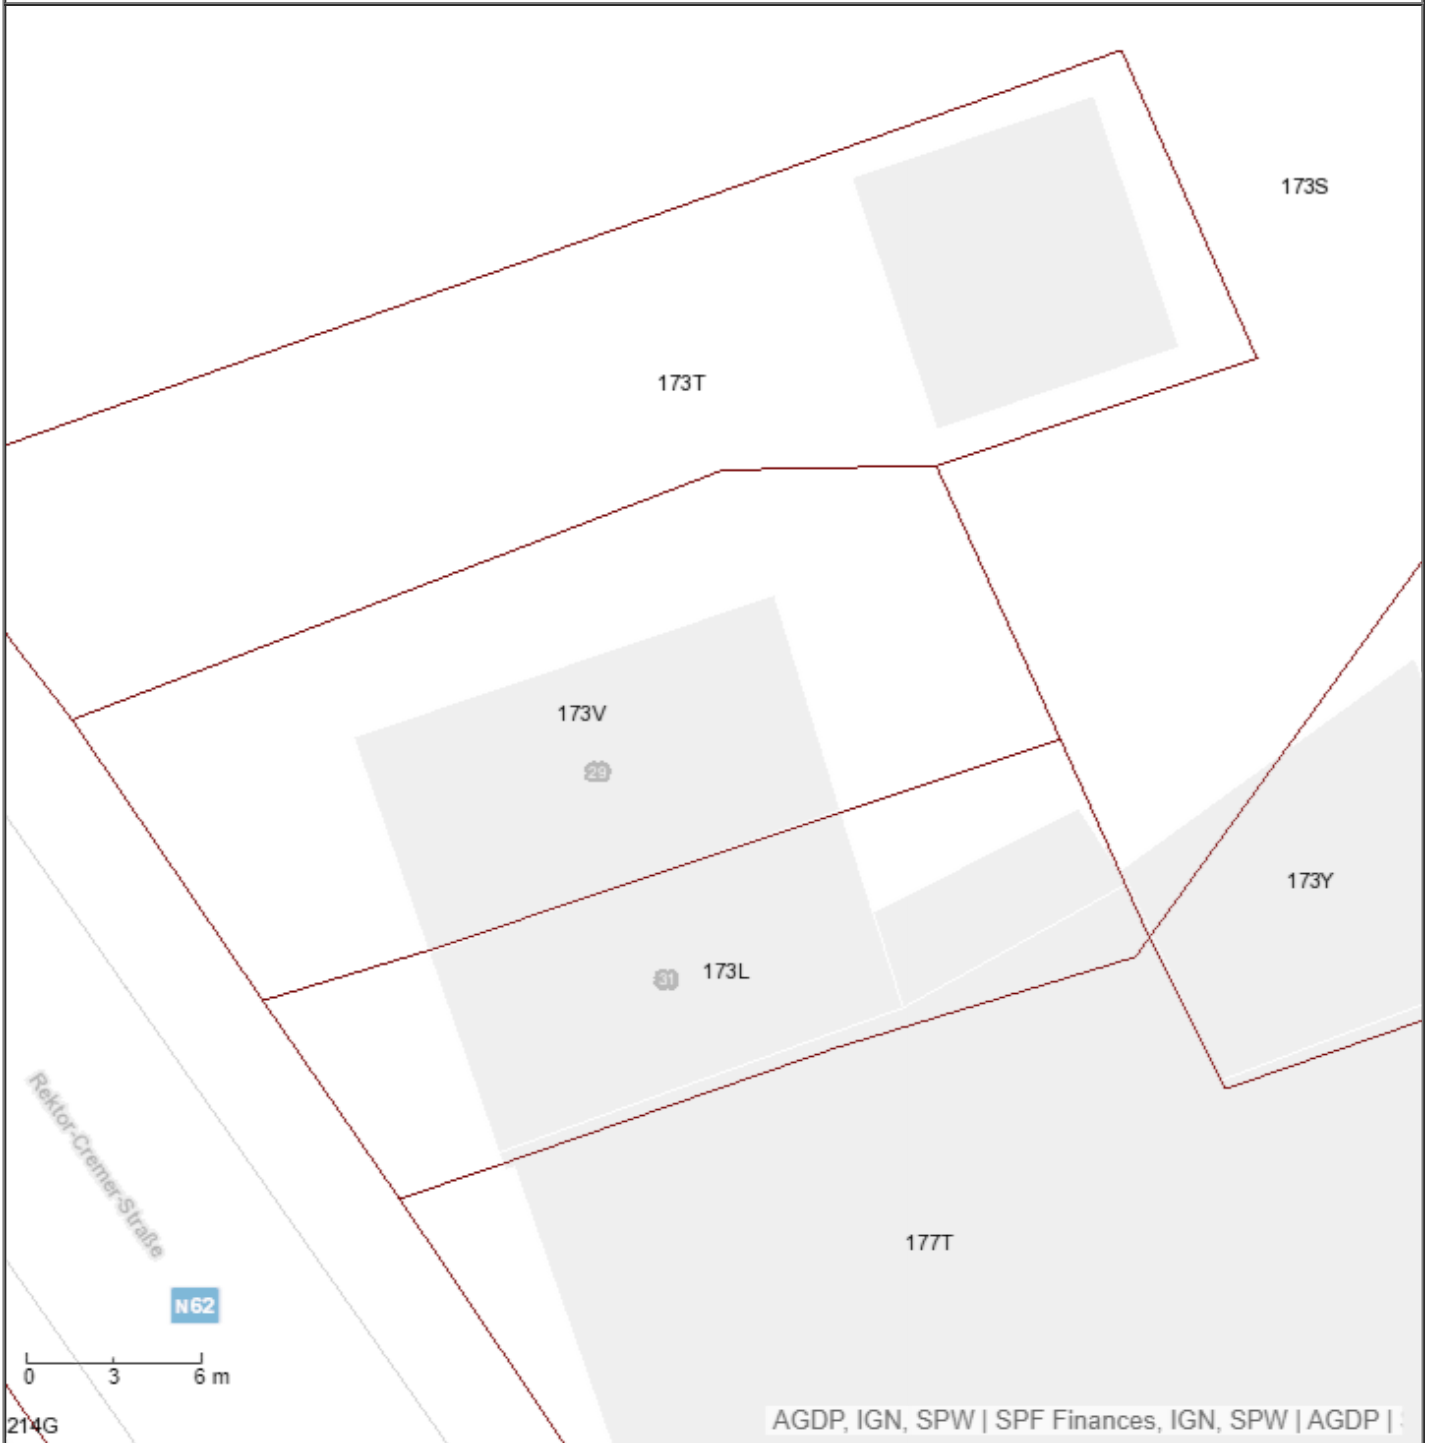 173S
173T
173V
29
173Y
31
173L
Rektor-Cremer-Straße
177T
N62
0 3 6 m
214G
AGDP, IGN, SPW | SPF Finances, IGN, SPW | AGDP |